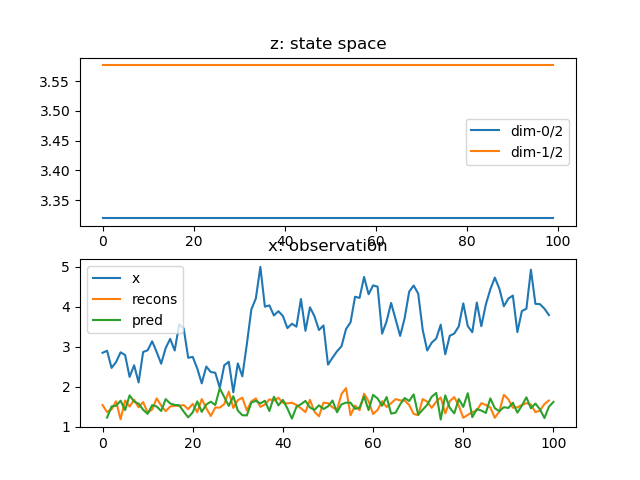 z: state space
3.55
3.50
3.45
3.40
3.35
dim-0/2
dim-1/2
0 20 40 60 80 100
x: observation
5
4
3
2
1
x
recons
pred
0 20 40 60 80 100